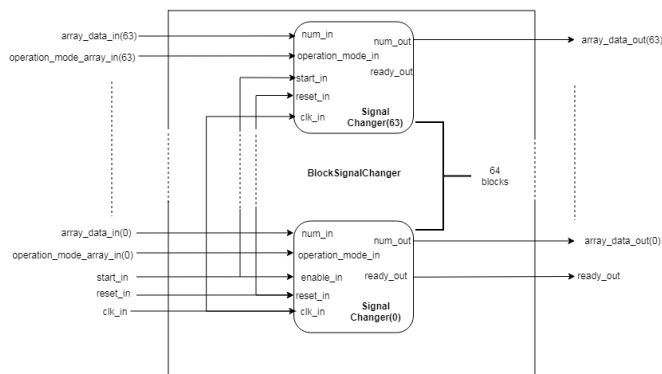 array_data_in(63)
operation_mode_array_in(63)
num_in
num_out
operation_mode_in
ready_out
start_in
reset_in
clk_in
Signal
Changer(63)
array_data_out(63)
BlockSignalChanger
64
blocks
array_data_in(0)
operation_mode_array_in(0)
start_in
reset_in
clk_in
num_in
num_out
operation_mode_in
enable_in
ready_out
reset_in
clk_in
Signal
Changer(0)
array_data_out(0)
ready_out